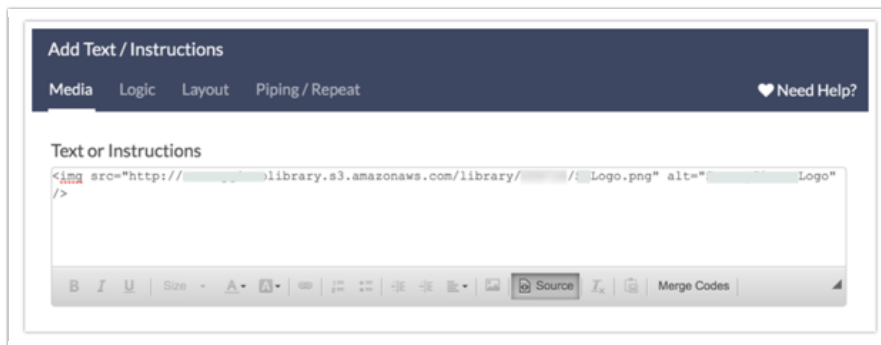 Add Text / Instructions
Media Logic Layout Piping / Repeat Need Help?
Text or Instructions
<img src="http:// library.s3.amazonaws.com/library/ / Logo.png" alt=" Logo"
/>
B I U Size A A Source Tx Merge Codes